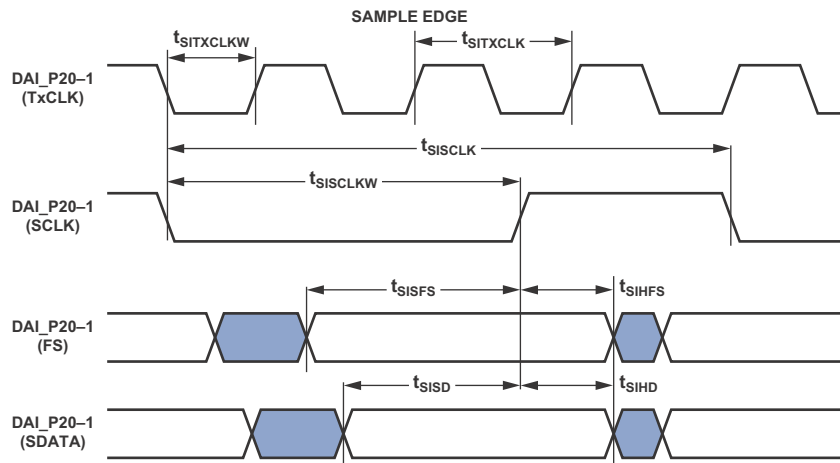 SAMPLE EDGE
tSITXCLKW
tSITXCLK
DAI_P20–1
(TxCLK)
tSISCLK
tSISCLKW
DAI_P20–1
(SCLK)
tSISFS
tSIHFS
DAI_P20–1
(FS)
tSISD
tSIHD
DAI_P20–1
(SDATA)